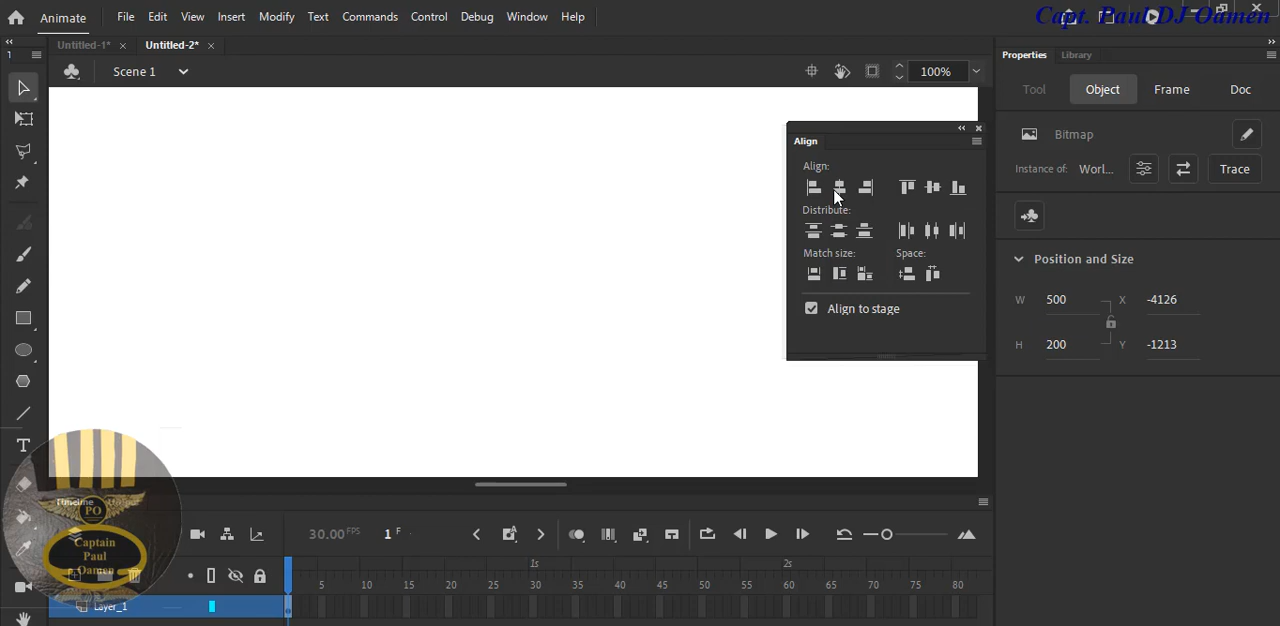 Animate File Edit View Insert Modify Text Commands Control Debug Window Help
Capt. Paul DJ Oamen
Untitled-1* × Untitled-2* ×
1
Properties Library
Scene 1 100%
Tool Object Frame Doc
Align
Bitmap
Align:
Instance of: Worl... Trace
Distribute:
Match size: Space:
Position and Size
W 500 X -4126
Align to stage
H 200 Y -1213
T
Timeline
PO
30.00 FPS 1 F
Captain
Paul
Oamen
1s 2s
5 10 15 20 25 30 35 40 45 50 55 60 65 70 75 80
Layer_1